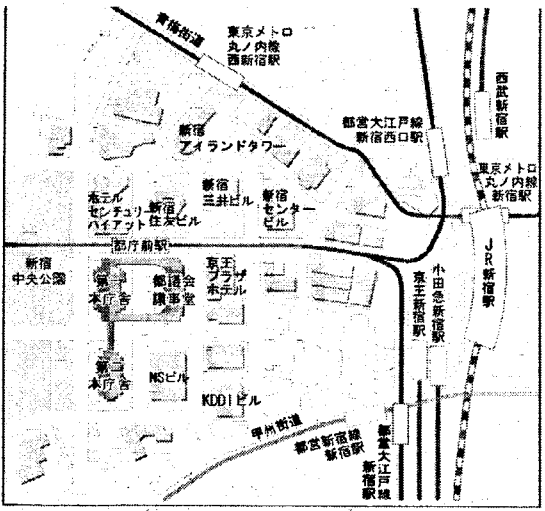 青梅街道
東京メトロ
丸ノ内線
西新宿駅
西武新宿駅
都営大江戸線
新宿西口駅
新宿
アイランドタワー
東京メトロ
丸ノ内線
新宿駅
ホテル
センチュリー
ハイアット
新宿
住友ビル
新宿
三井ビル
新宿
センター
ビル
都庁前駅
JR新宿駅
新宿
中央公園
第一
本庁舎
都議会
議事堂
京王
プラザ
ホテル
小田急新宿駅
京王新宿駅
第二
本庁舎
NSビル
KDDIビル
甲州街道
都営新宿線
新宿駅
都営大江戸線
新宿駅